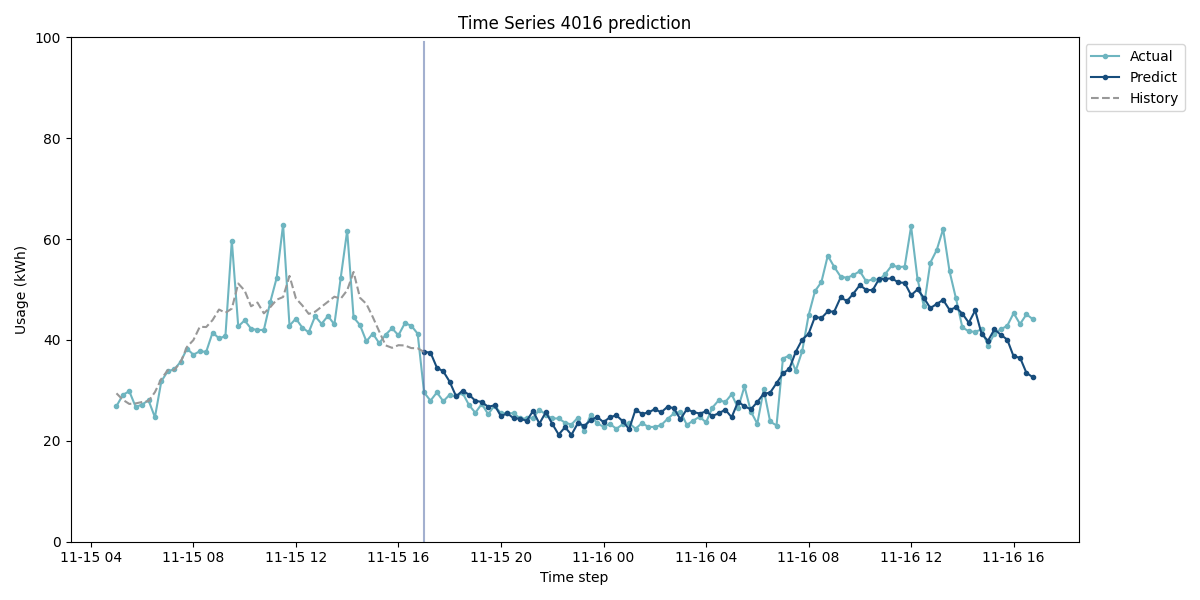 Time Series 4016 prediction
100
80
60
40
20
0
Usage (kWh)
11-15 04
11-15 08
11-15 12
11-15 16
11-15 20
11-16 00
11-16 04
11-16 08
11-16 12
11-16 16
Time step
Actual
Predict
History